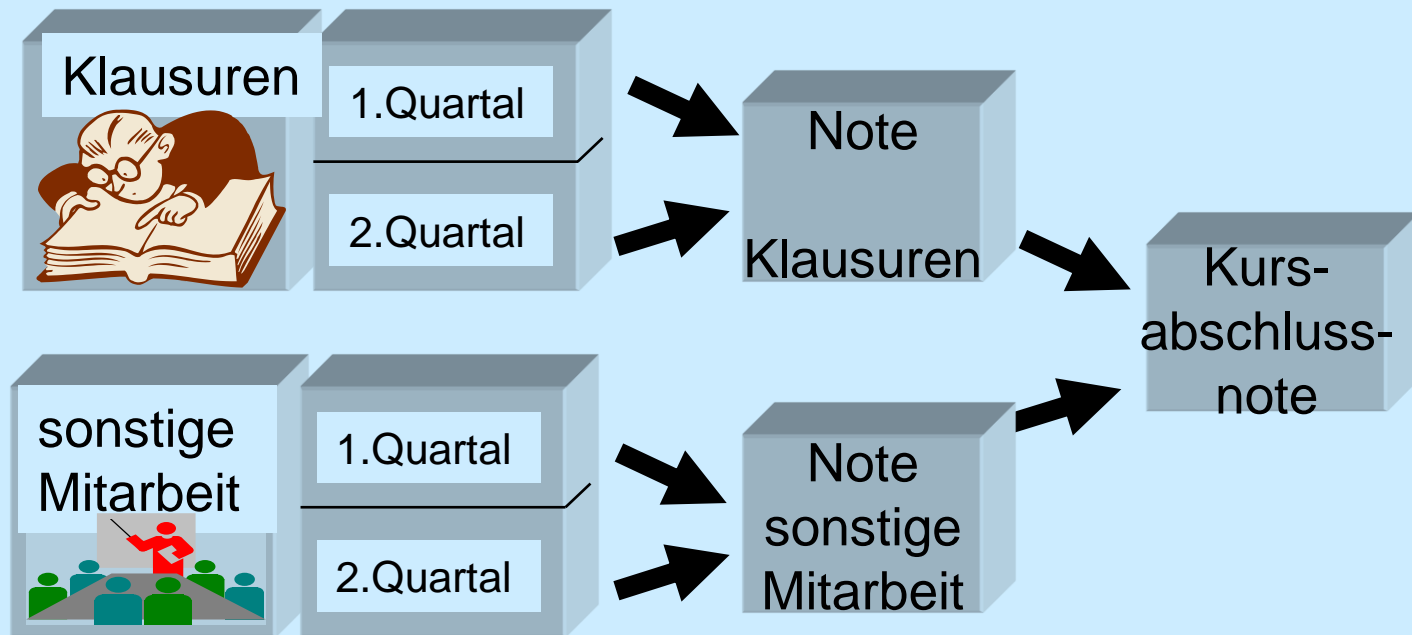 Klausuren
1.Quartal
2.Quartal
Note
Klausuren
sonstige
Mitarbeit
1.Quartal
2.Quartal
Note
sonstige
Mitarbeit
Kurs-
abschluss-
note